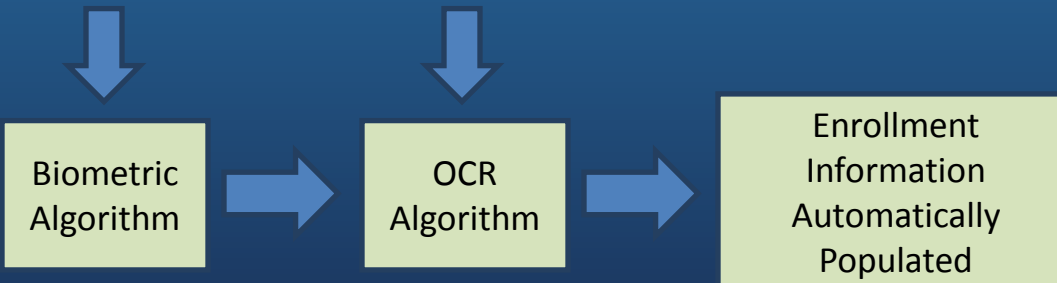 Biometric
Algorithm
OCR
Algorithm
Enrollment
Information
Automatically
Populated